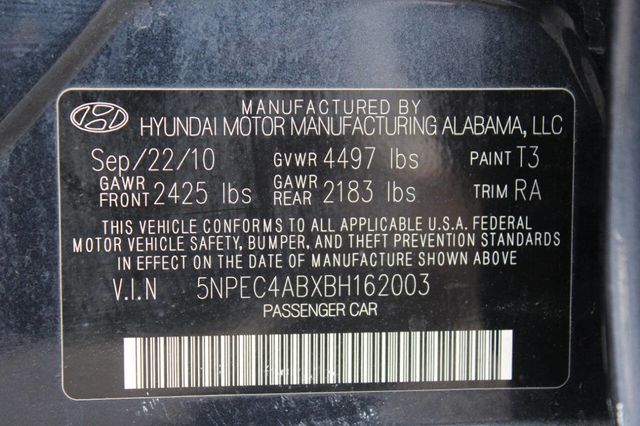 MANUFACTURED BY
HYUNDAI MOTOR MANUFACTURING ALABAMA, LLC
Sep/22/10 GVWR 4497 lbs PAINT T3
GAWR FRONT 2425 lbs GAWR REAR 2183 lbs TRIM RA
THIS VEHICLE CONFORMS TO ALL APPLICABLE U.S.A. FEDERAL
MOTOR VEHICLE SAFETY, BUMPER, AND THEFT PREVENTION STANDARDS
IN EFFECT ON THE DATE OF MANUFACTURE SHOWN ABOVE
V.I.N 5NPEC4ABXBH162003
PASSENGER CAR